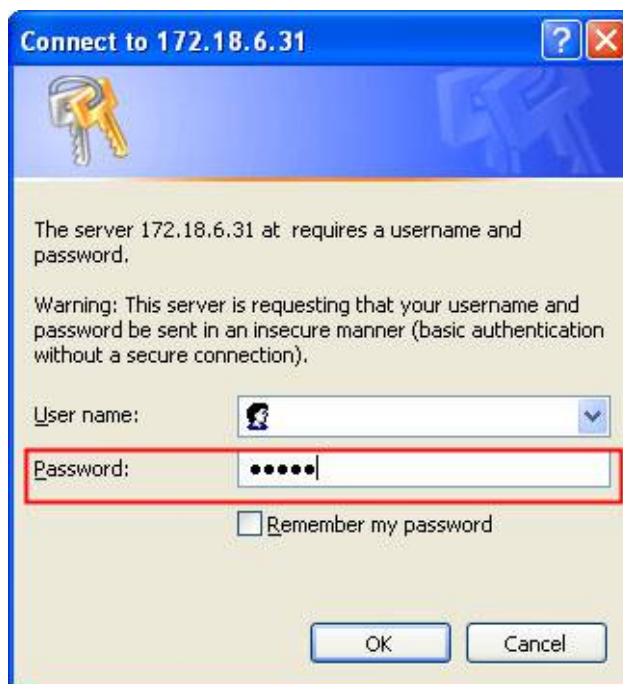 Connect to 172.18.6.31
The server 172.18.6.31 at requires a username and
password.
Warning: This server is requesting that your username and
password be sent in an insecure manner (basic authentication
without a secure connection).
User name:
Password:
•••••
Remember my password
OK
Cancel